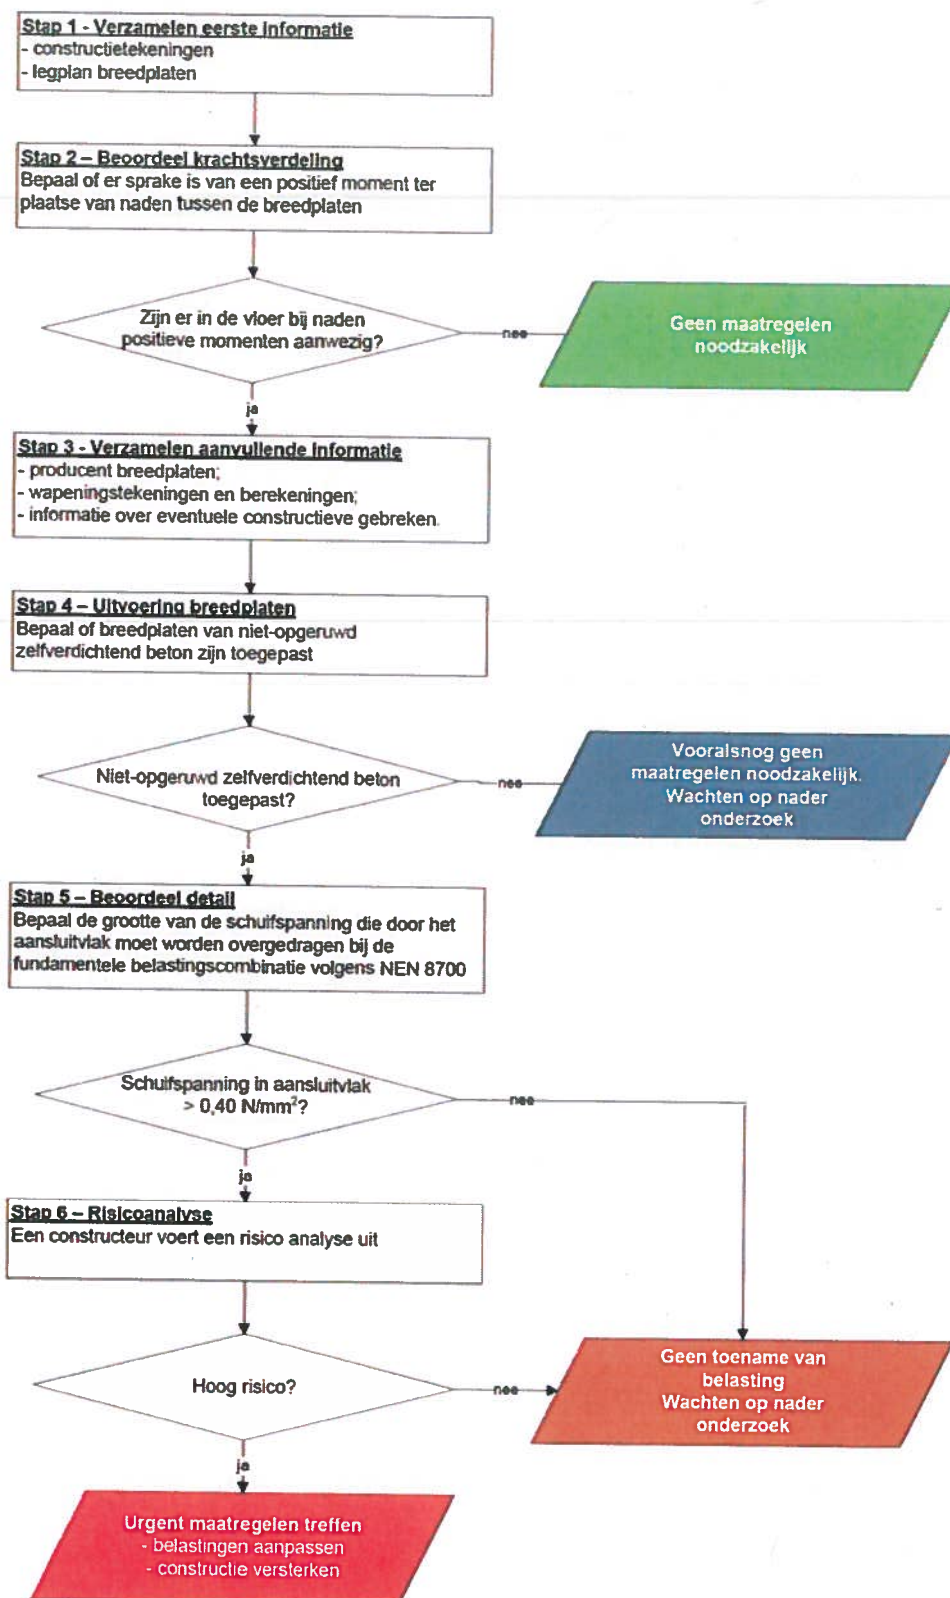 Stap 1 - Verzamelen eerste informatie
- constructietekeningen
- legplan breedplaten
Stap 2 – Beoordeel krachtsverdeling
Bepaal of er sprake is van een positief moment ter
plaatse van naden tussen de breedplaten
Zijn er in de vloer bij naden
positieve momenten aanwezig?
nee
Geen maatregelen
noodzakelijk
ja
Stap 3 - Verzamelen aanvullende informatie
- producent breedplaten;
- wapeningstekeningen en berekeningen;
- informatie over eventuele constructieve gebreken.
Stap 4 – Uitvoering breedplaten
Bepaal of breedplaten van niet-opgeruwd
zelfverdichtend beton zijn toegepast
Niet-opgeruwd zelfverdichtend beton
toegepast?
nee
Vooralsnog geen
maatregelen noodzakelijk.
Wachten op nader
onderzoek
ja
Stap 5 – Beoordeel detail
Bepaal de grootte van de schuifspanning die door het
aansluitvlak moet worden overgedragen bij de
fundamentele belastingscombinatie volgens NEN 8700
Schuifspanning in aansluitvlak
> 0,40 N/mm²?
nee
ja
Stap 6 – Risicoanalyse
Een constructeur voert een risico analyse uit
Hoog risico?
nee
Geen toename van
belasting
Wachten op nader
onderzoek
ja
Urgent maatregelen treffen
- belastingen aanpassen
- constructie versterken